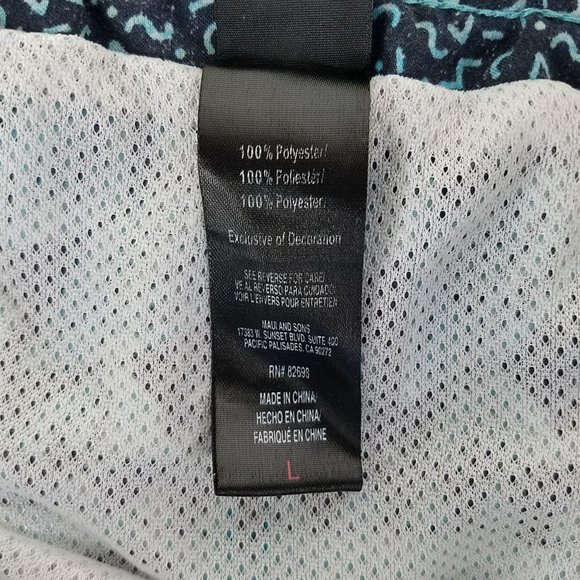 100% Polyester/
100% Poliéster/
100% Polyester.
Exclusive of Decoration
SEE REVERSE FOR CARE/
VE AL REVERSO PARA CUIDADO/
VOIR L'ENVERS POUR ENTRETIEN
MAUI AND SONS
17383 W. SUNSET BLVD. SUITE 400
PACIFIC PALISADES, CA 90272
RN# 82698
MADE IN CHINA/
HECHO EN CHINA/
FABRIQUÉ EN CHINE
L